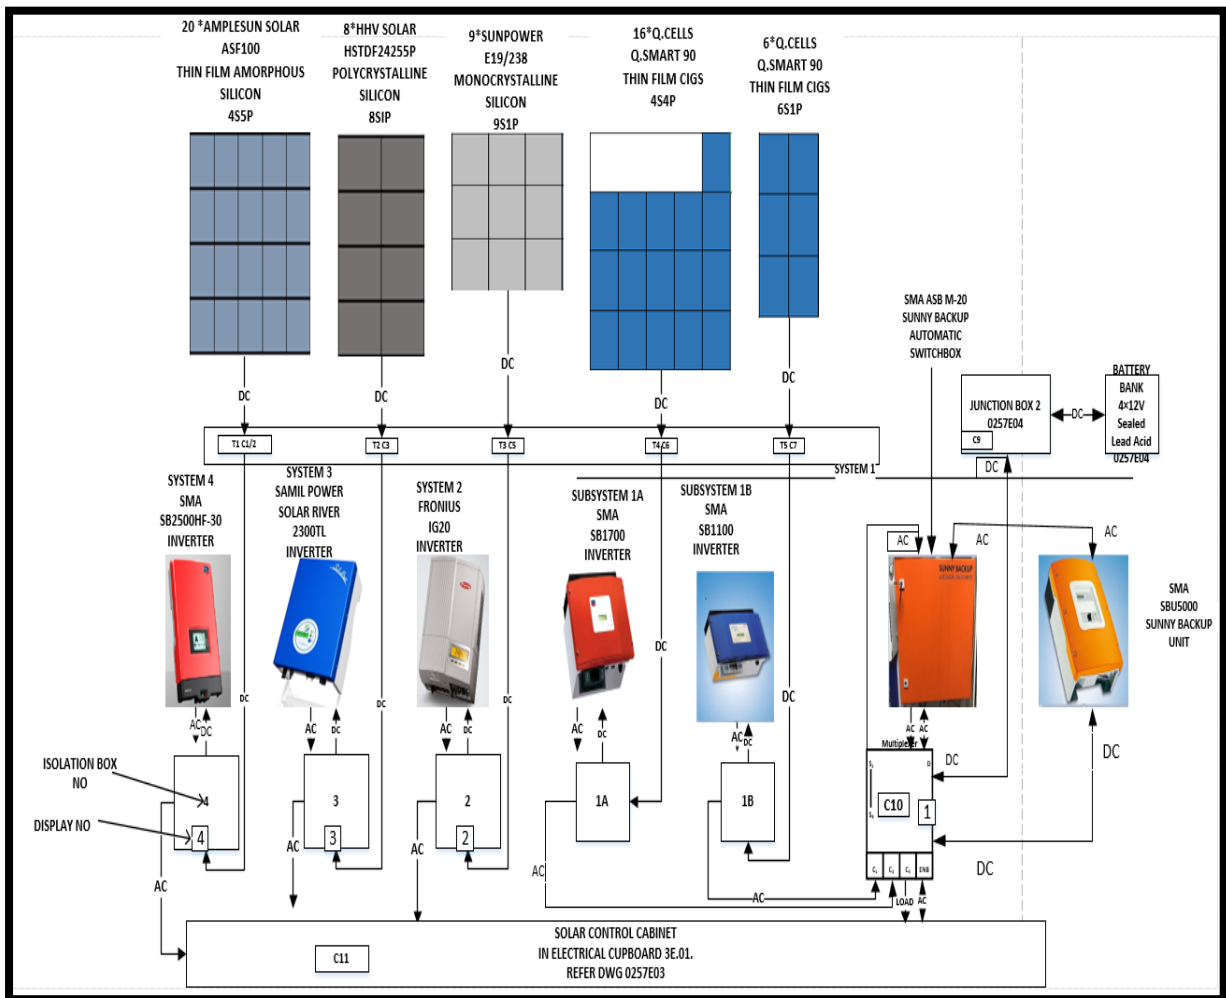 20 *AMPLESUN SOLAR
ASF100
THIN FILM AMORPHOUS
SILICON
4S5P
8*HHV SOLAR
HSTDF24255P
POLYCRYSTALLINE
SILICON
8SIP
9*SUNPOWER
E19/238
MONOCRYSTALLINE
SILICON
9S1P
16*Q.CELLS
Q.SMART 90
THIN FILM CIGS
4S4P
6*Q.CELLS
Q.SMART 90
THIN FILM CIGS
6S1P
SMA ASB M-20
SUNNY BACKUP
AUTOMATIC
SWITCHBOX
DC
DC
DC
DC
DC
JUNCTION BOX 2
0257E04
C9
DC
BATTERY
BANK
4×12V
Sealed
Lead Acid
0257E04
T1 C1/2
T2 C3
T3 C5
T4 C6
T5 C7
SYSTEM 1
DC
SYSTEM 4
SMA
SB2500HF-30
INVERTER
SYSTEM 3
SAMIL POWER
SOLAR RIVER
2300TL
INVERTER
SYSTEM 2
FRONIUS
IG20
INVERTER
SUBSYSTEM 1A
SMA
SB1700
INVERTER
SUBSYSTEM 1B
SMA
SB1100
INVERTER
AC
AC
AC
SUNNY BACKUP
SMA
SBU5000
SUNNY BACKUP
UNIT
DC
DC
DC
DC
DC
AC
DC
AC
DC
AC
DC
DC
AC
DC
AC
AC
Multiplexer
DC
DC
ISOLATION BOX
NO
4
3
2
1A
1B
S₁
D
C10
1
DISPLAY NO
4
3
2
DC
AC
AC
AC
AC
AC
C₁
C₂
ENB
LOAD
AC
SOLAR CONTROL CABINET
IN ELECTRICAL CUPBOARD 3E.01.
REFER DWG 0257E03
C11